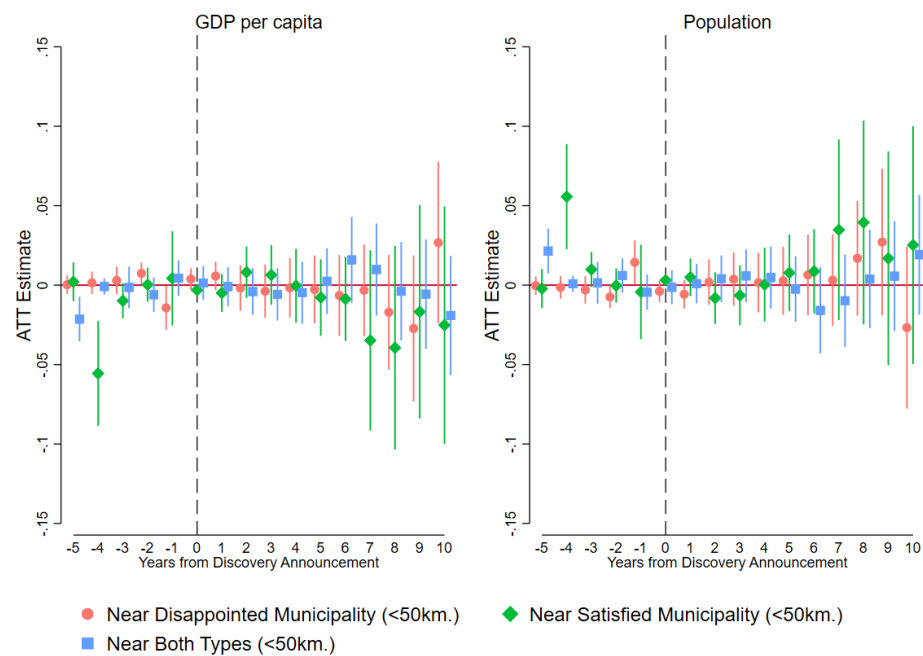 GDP per capita
ATT Estimate
.15
.1
.05
0
-.05
-.1
-.15
-5 -4 -3 -2 -1 0 1 2 3 4 5 6 7 8 9 10
Years from Discovery Announcement
Population
ATT Estimate
.15
.1
.05
0
-.05
-.1
-.15
-5 -4 -3 -2 -1 0 1 2 3 4 5 6 7 8 9 10
Years from Discovery Announcement
Near Disappointed Municipality (<50km.)
Near Satisfied Municipality (<50km.)
Near Both Types (<50km.)